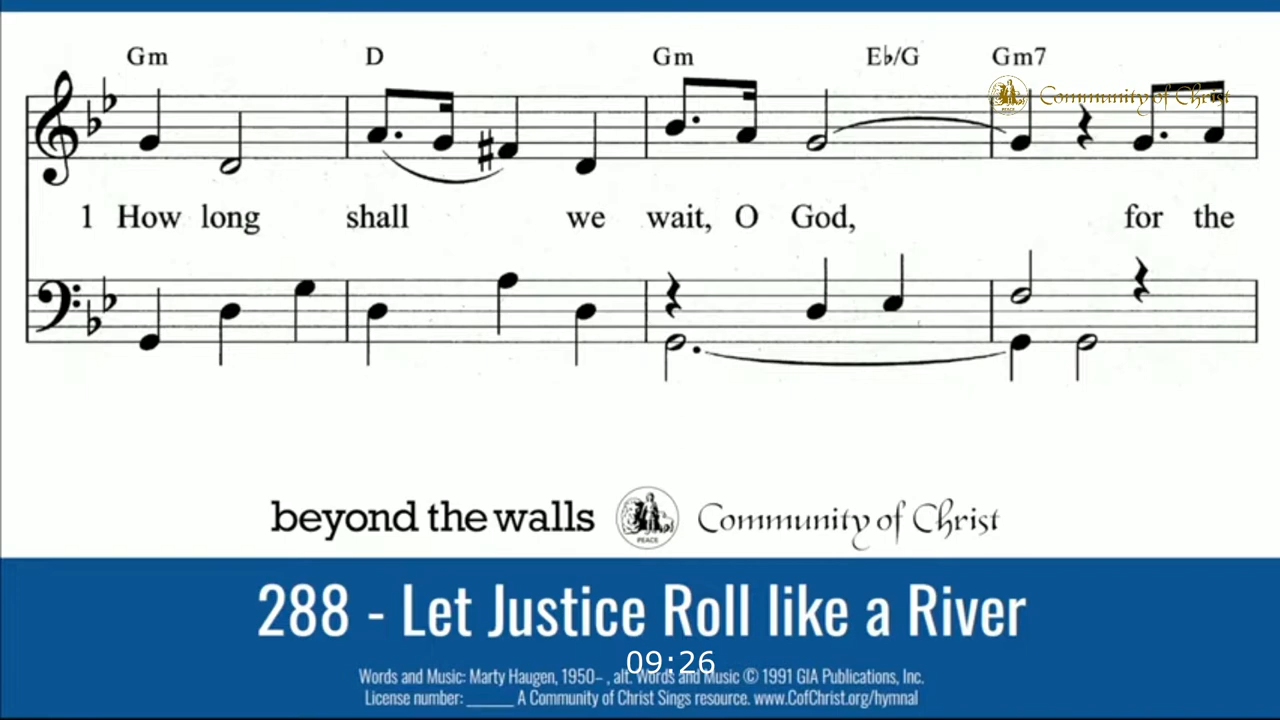 Gm D Gm E♭/G Gm7
Community of Christ
PEACE
1 How long shall we wait, O God, for the
beyond the walls PEACE Community of Christ
288 - Let Justice Roll like a River
09:26
Words and Music: Marty Haugen, 1950– , alt. Words and Music © 1991 GIA Publications, Inc.
License number: ______ A Community of Christ Sings resource. www.CofChrist.org/hymnal